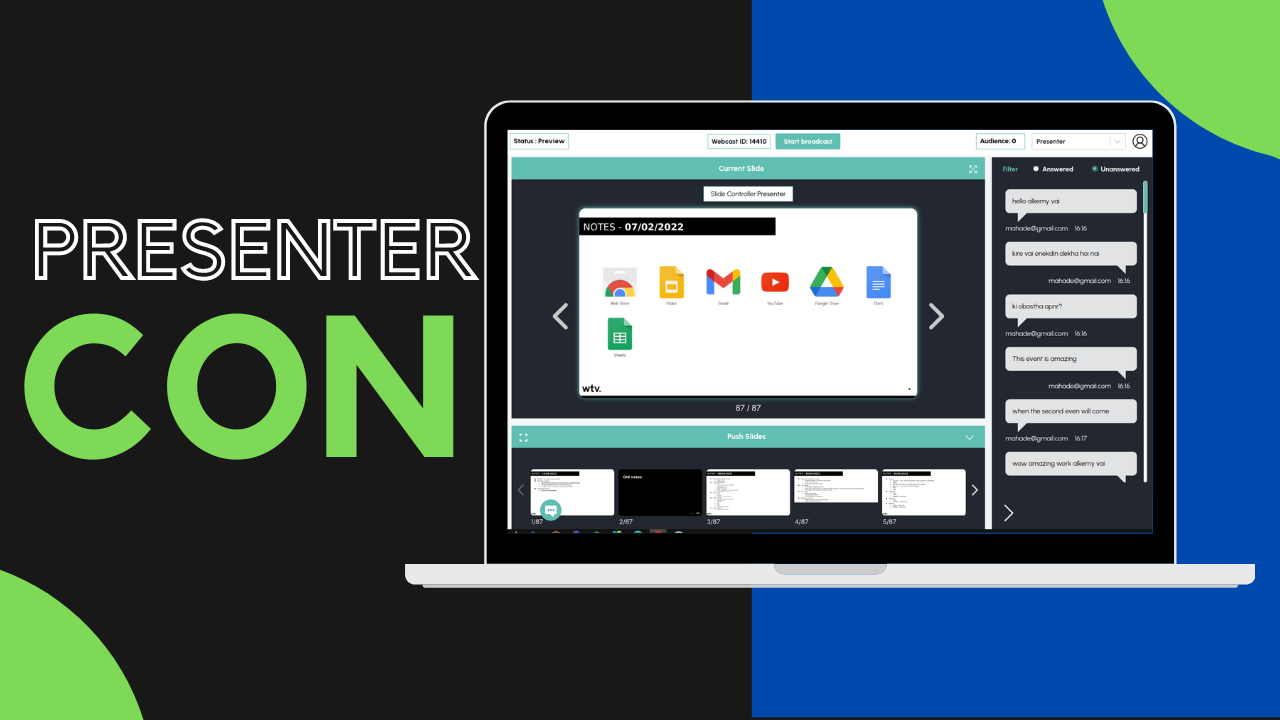 PRESENTER
CON
Status : Preview
Webcast ID: 14410
Start broadcast
Audience: 0
Presenter
Current Slide
Slide Controller:Presenter
NOTES - 07/02/2022
Web Store
Slides
Gmail
YouTube
Google Drive
Docs
Sheets
wtv.
87 / 87
Push Slides
Old notes
1/87
2/87
3/87
4/87
5/87
Filter
Answered
Unanswered
hello alkemy vai
mahade@gmail.com 16:16
kire vai anekdin dekha hoi nai
mahade@gmail.com 16:16
ki obostha apnr?
mahade@gmail.com 16:16
This event is amazing
mahade@gmail.com 16:16
when the second even will come
mahade@gmail.com 16:17
wow amazing work alkemy vai